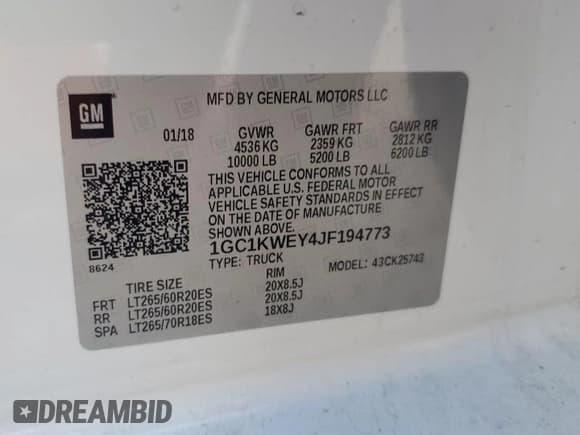 GM
MFD BY GENERAL MOTORS LLC
01/18 GVWR GAWR FRT GAWR RR
4536 KG 2359 KG 2812 KG
10000 LB 5200 LB 6200 LB
THIS VEHICLE CONFORMS TO ALL
APPLICABLE U.S. FEDERAL MOTOR
VEHICLE SAFETY STANDARDS IN EFFECT
ON THE DATE OF MANUFACTURE
SHOWN ABOVE.
1GC1KWEY4JF194773
8624 TYPE: TRUCK MODEL: 43CK25743
TIRE SIZE RIM
FRT LT265/60R20ES 20X8.5J
RR LT265/60R20ES 20X8.5J
SPA LT265/70R18ES 18X8J
DREAMBID